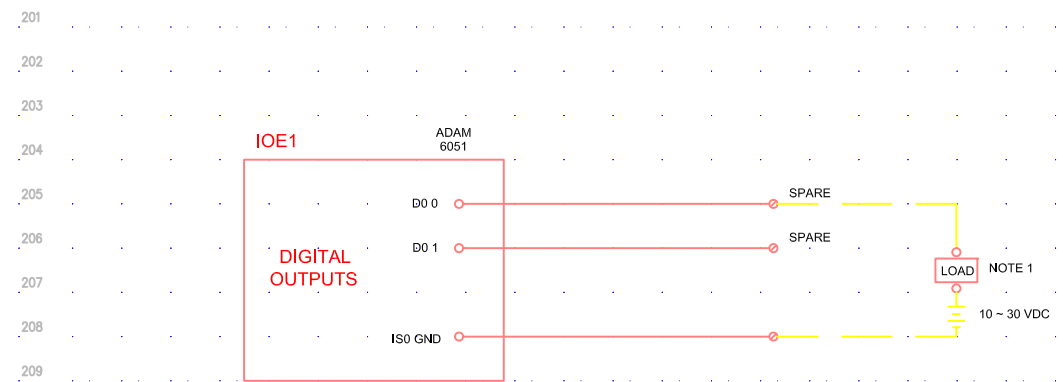 201
202
203
IOE1
ADAM
6051
204
205
D0 0
SPARE
206
D0 1
SPARE
DIGITAL
OUTPUTS
207
LOAD
NOTE 1
208
IS0 GND
10 ~ 30 VDC
209